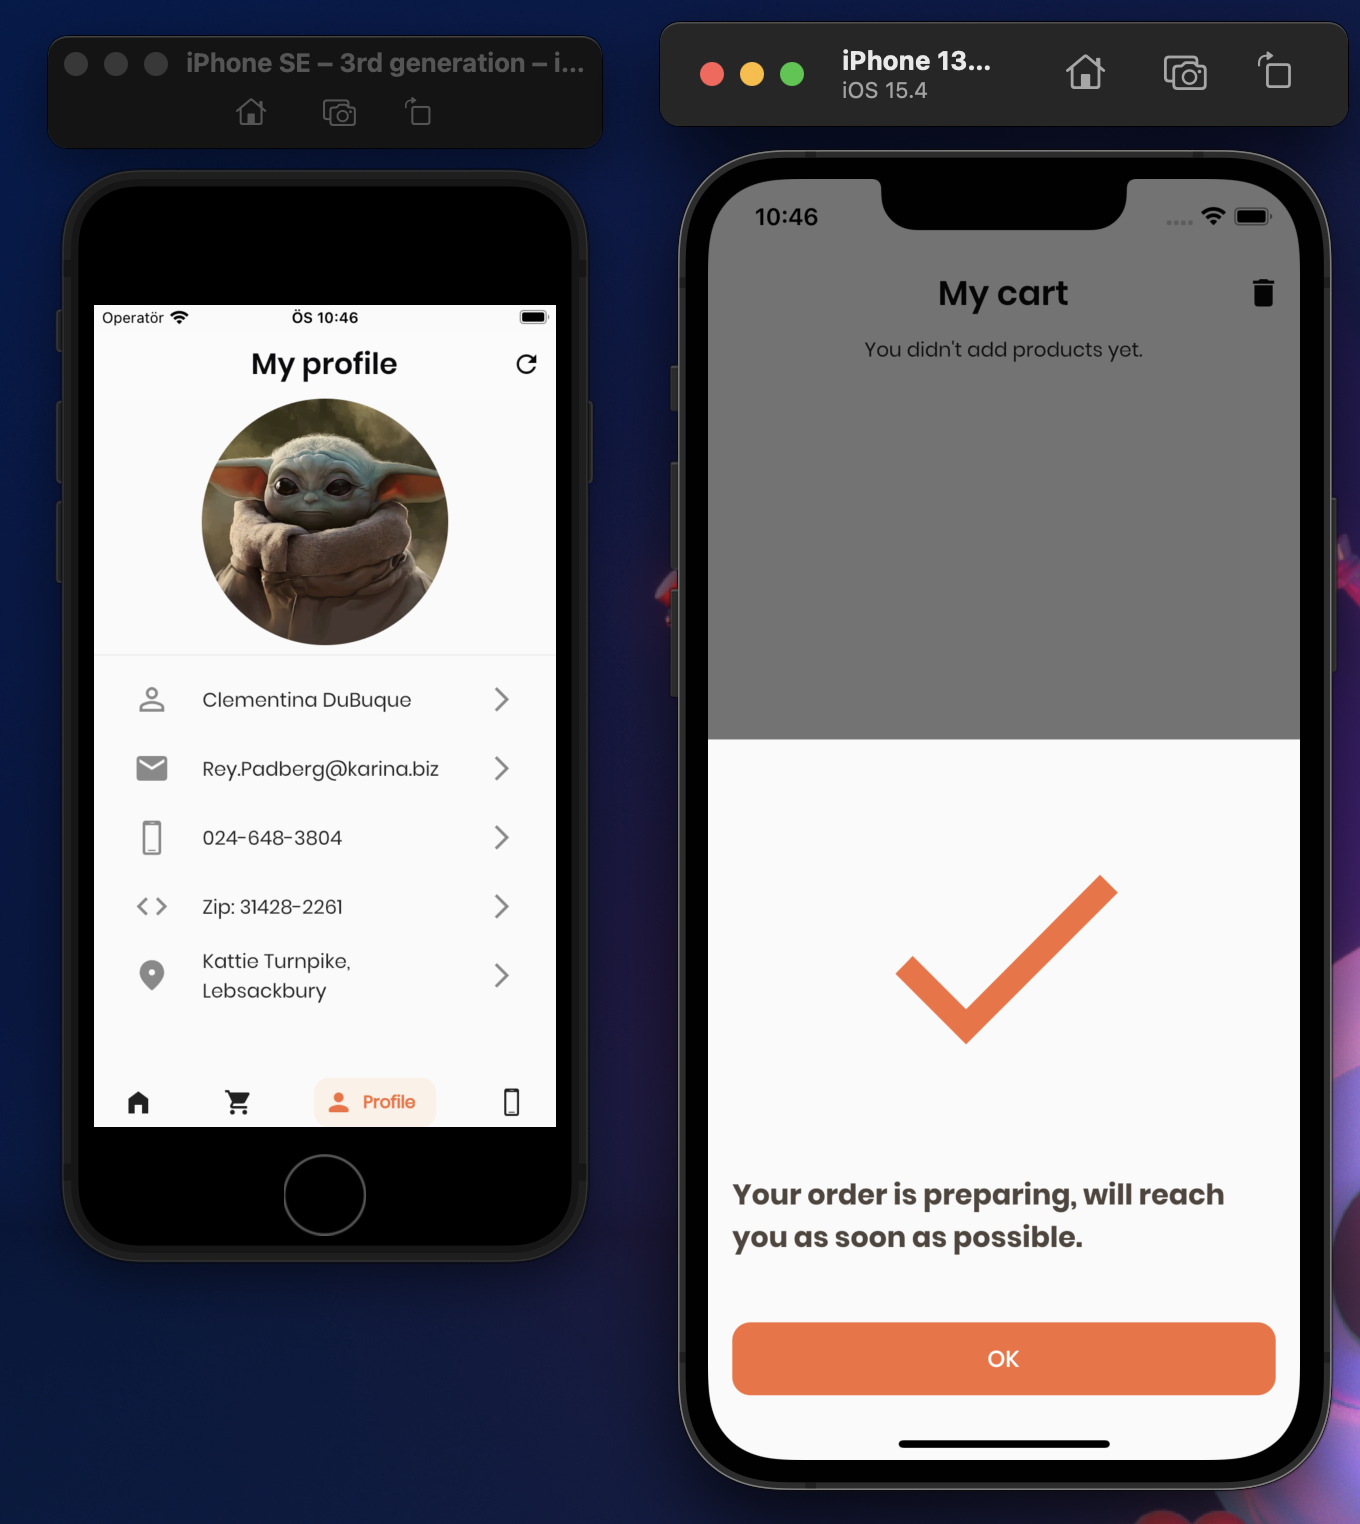 iPhone SE – 3rd generation – i...
Operatör
ÖS 10:46
My profile
Clementina DuBuque
Rey.Padberg@karina.biz
024-648-3804
Zip: 31428-2261
Kattie Turnpike,
Lebsackbury
Profile
iPhone 13...
iOS 15.4
10:46
My cart
You didn't add products yet.
Your order is preparing, will reach
you as soon as possible.
OK